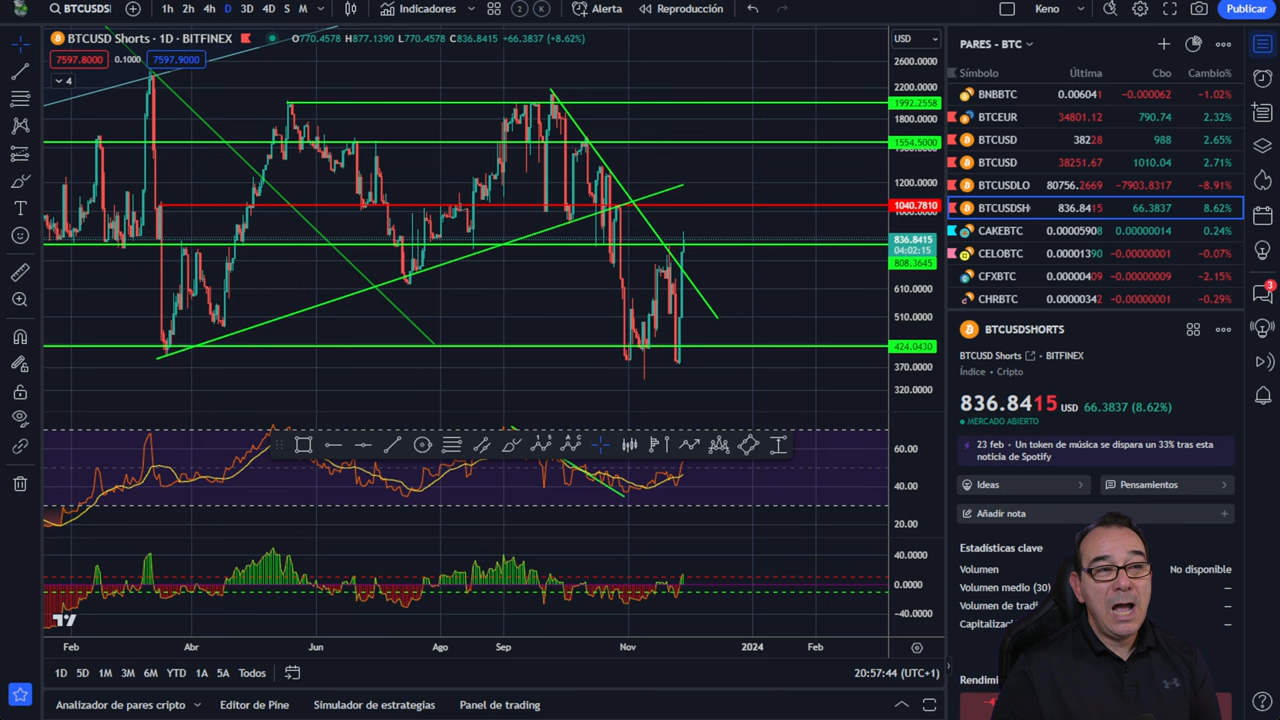 BTCUSDS
1h 2h 4h D 3D 4D S M
Indicadores
2 K
Alerta
Reproducción
Keno
Publicar
BTCUSD Shorts · 1D · BITFINEX
O770.4578 H877.1390 L770.4578 C836.8415 +66.3837 (+8.62%)
7597.8000 0.1000 7597.9000
4
USD
2600.0000
2200.0000
1992.2558
1800.0000
1554.5000
1200.0000
1040.7810
836.8415
04:02:15
808.3645
610.0000
510.0000
424.0430
370.0000
320.0000
60.00
40.00
20.00
40.0000
0.0000
−40.0000
Feb Abr Jun Ago Sep Nov 2024 Feb
1D 5D 1M 3M 6M YTD 1A 5A Todos
20:57:44 (UTC+1)
Analizador de pares cripto Editor de Pine Simulador de estrategias Panel de trading
PARES - BTC
Símbolo Última Cbo Cambio%
BNBBTC 0.006041 −0.000062 −1.02%
BTCEUR 34801.12 790.74 2.32%
BTCUSD 38228 988 2.65%
BTCUSD 38251.67 1010.04 2.71%
BTCUSDLO 80756.2669 −7903.8317 −8.91%
BTCUSDSH 836.8415 66.3837 8.62%
CAKEBTC 0.00005908 0.00000014 0.24%
CELOBTC 0.00001390 −0.00000001 −0.07%
CFXBTC 0.00000409 −0.00000009 −2.15%
CHRBTC 0.00000342 −0.00000001 −0.29%
3
BTCUSDSHORTS
BTCUSD Shorts • BITFINEX
Índice • Cripto
836.8415 USD 66.3837 (8.62%)
MERCADO ABIERTO
23 feb • Un token de música se dispara un 33% tras esta
noticia de Spotify
Ideas
Pensamientos
Añadir nota
Estadísticas clave
Volumen No disponible
Volumen medio (30) —
Volumen de tradi —
Capitalizaci —
Rendimi